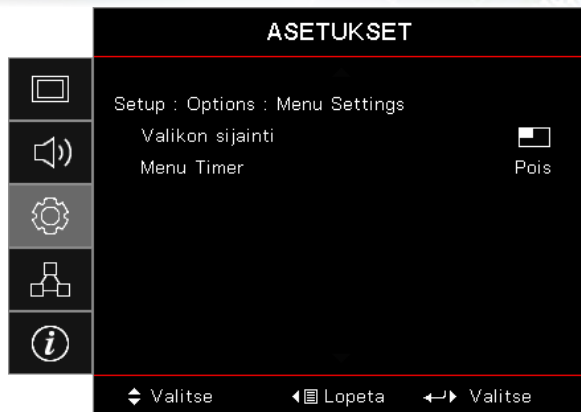 ASETUKSET
Setup : Options : Menu Settings
Valikon sijainti
Menu Timer Pois
Valitse Lopeta Valitse